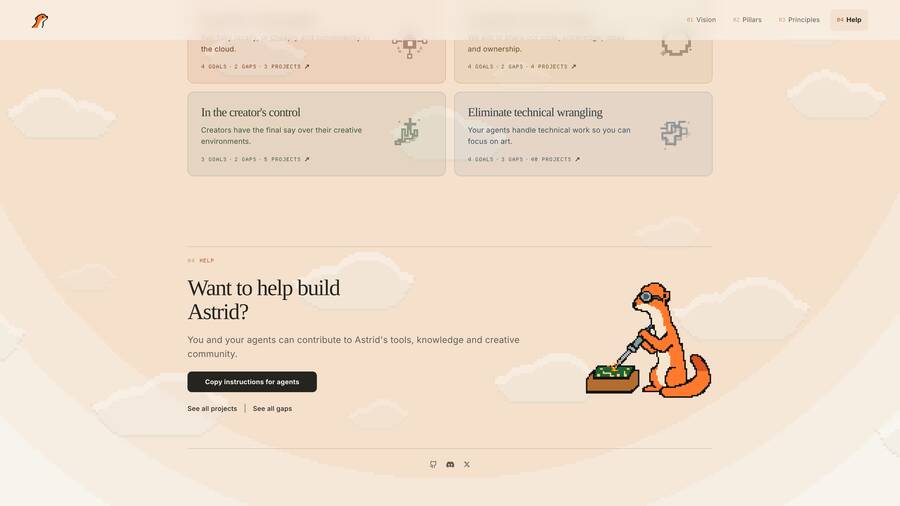 01 Vision
02 Pillars
03 Principles
04 Help
the cloud.
4 GOALS · 2 GAPS · 3 PROJECTS ↗
and ownership.
4 GOALS · 2 GAPS · 4 PROJECTS ↗
In the creator's control
Creators have the final say over their creative
environments.
3 GOALS · 2 GAPS · 5 PROJECTS ↗
Eliminate technical wrangling
Your agents handle technical work so you can
focus on art.
4 GOALS · 3 GAPS · 40 PROJECTS ↗
04 HELP
Want to help build
Astrid?
You and your agents can contribute to Astrid's tools, knowledge and creative
community.
Copy instructions for agents
See all projects | See all gaps